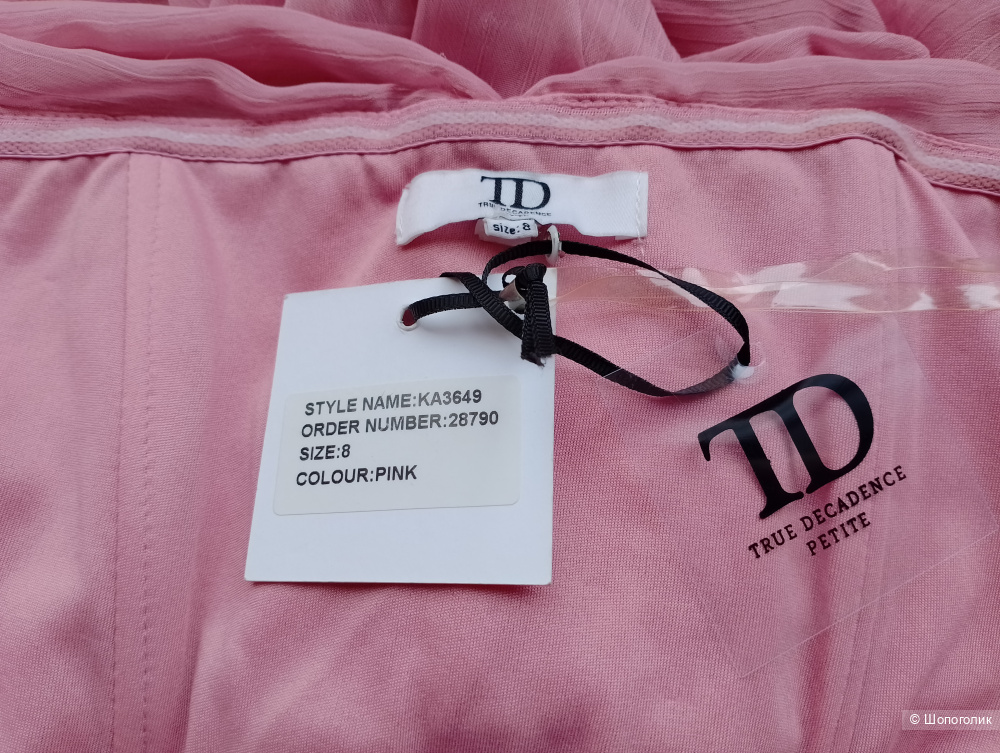 TD
TRUE DECADENCE
size: 8
STYLE NAME:KA3649
ORDER NUMBER:28790
SIZE:8
COLOUR:PINK
TD
TRUE DECADENCE
PETITE
© Шопоголик